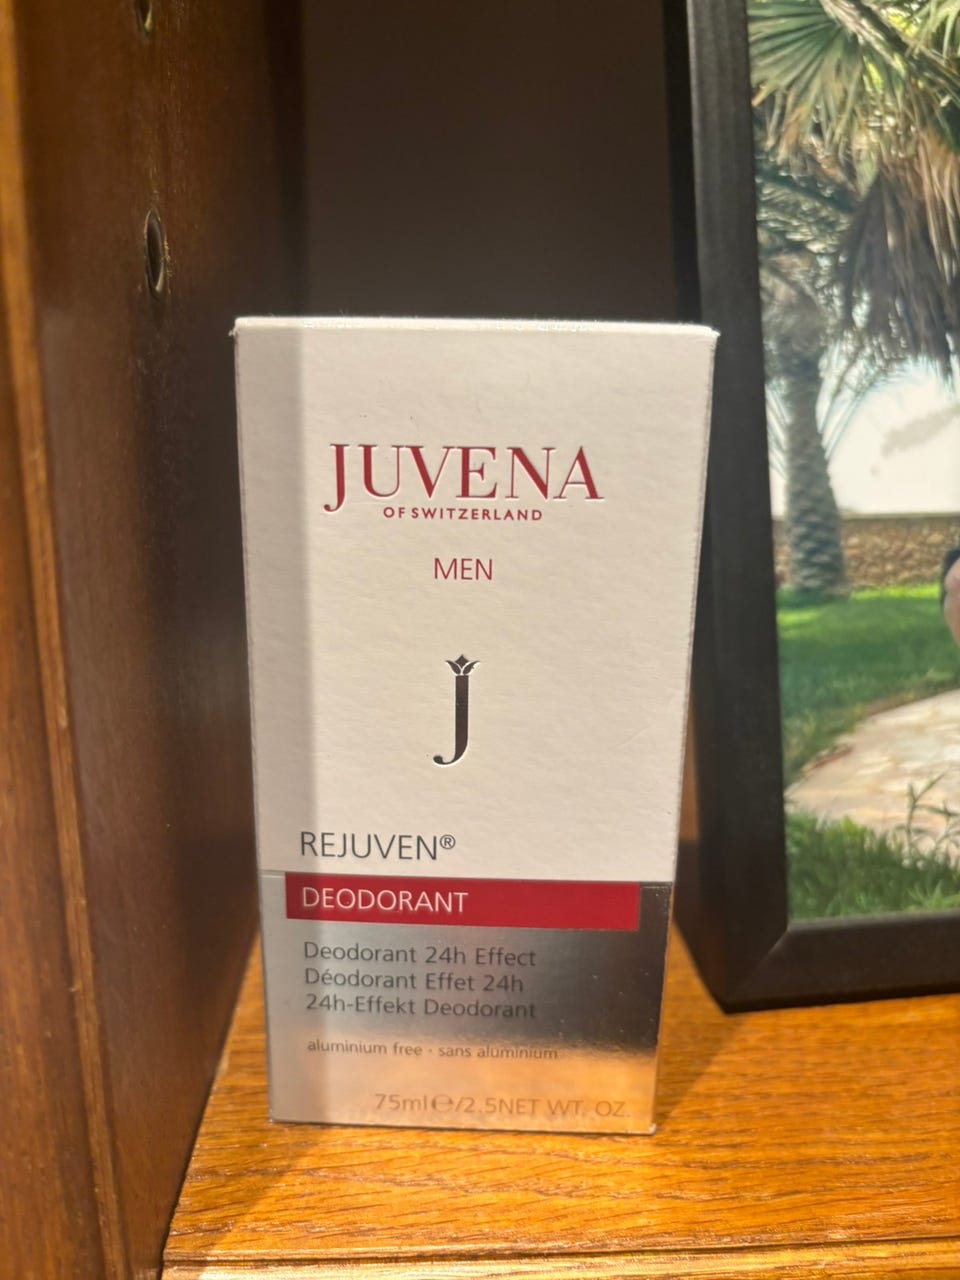 JUVENA
OF SWITZERLAND
MEN
j
REJUVEN®
DEODORANT
Deodorant 24h Effect
Déodorant Effet 24h
24h-Effekt Deodorant
aluminium free · sans aluminium
75ml℮/2.5NET WT. OZ.